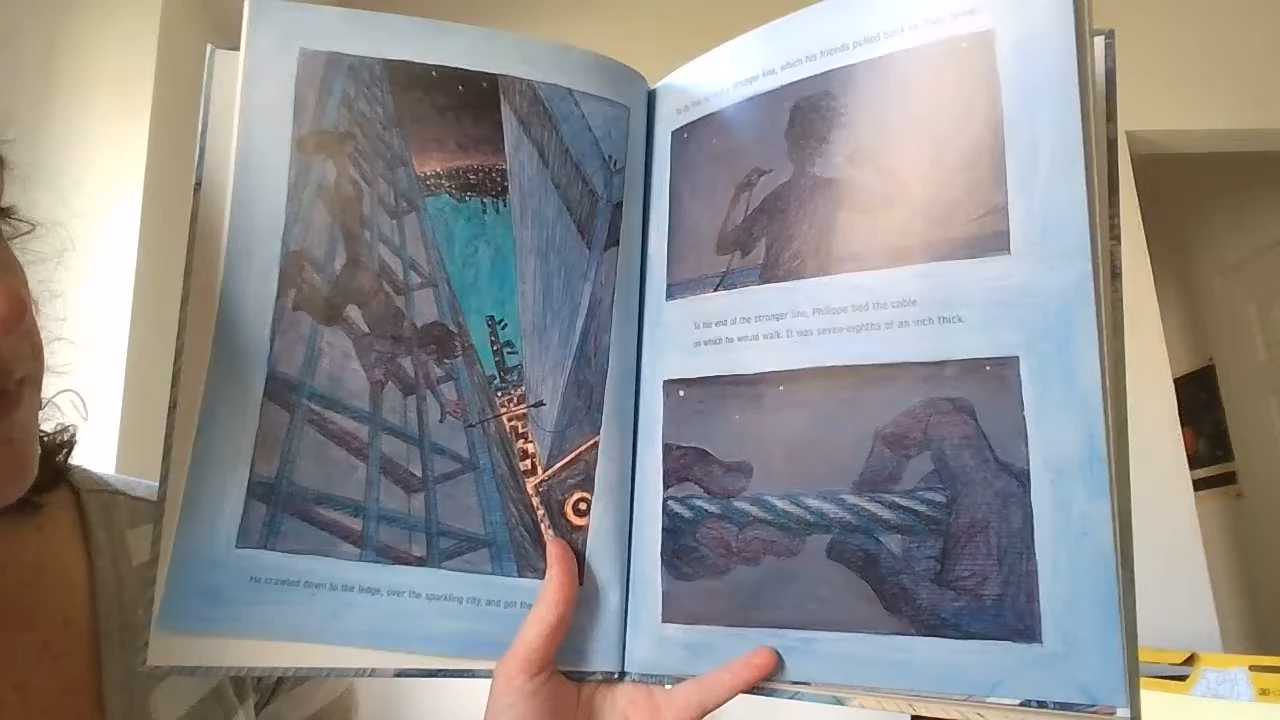 He crawled down to the ledge, over the sparkling city, and got the
a stronger line, which his friends pulled back to their
To the end of the stronger line, Philippe tied the cable
on which he would walk. It was seven-eighths of an inch thick.
30